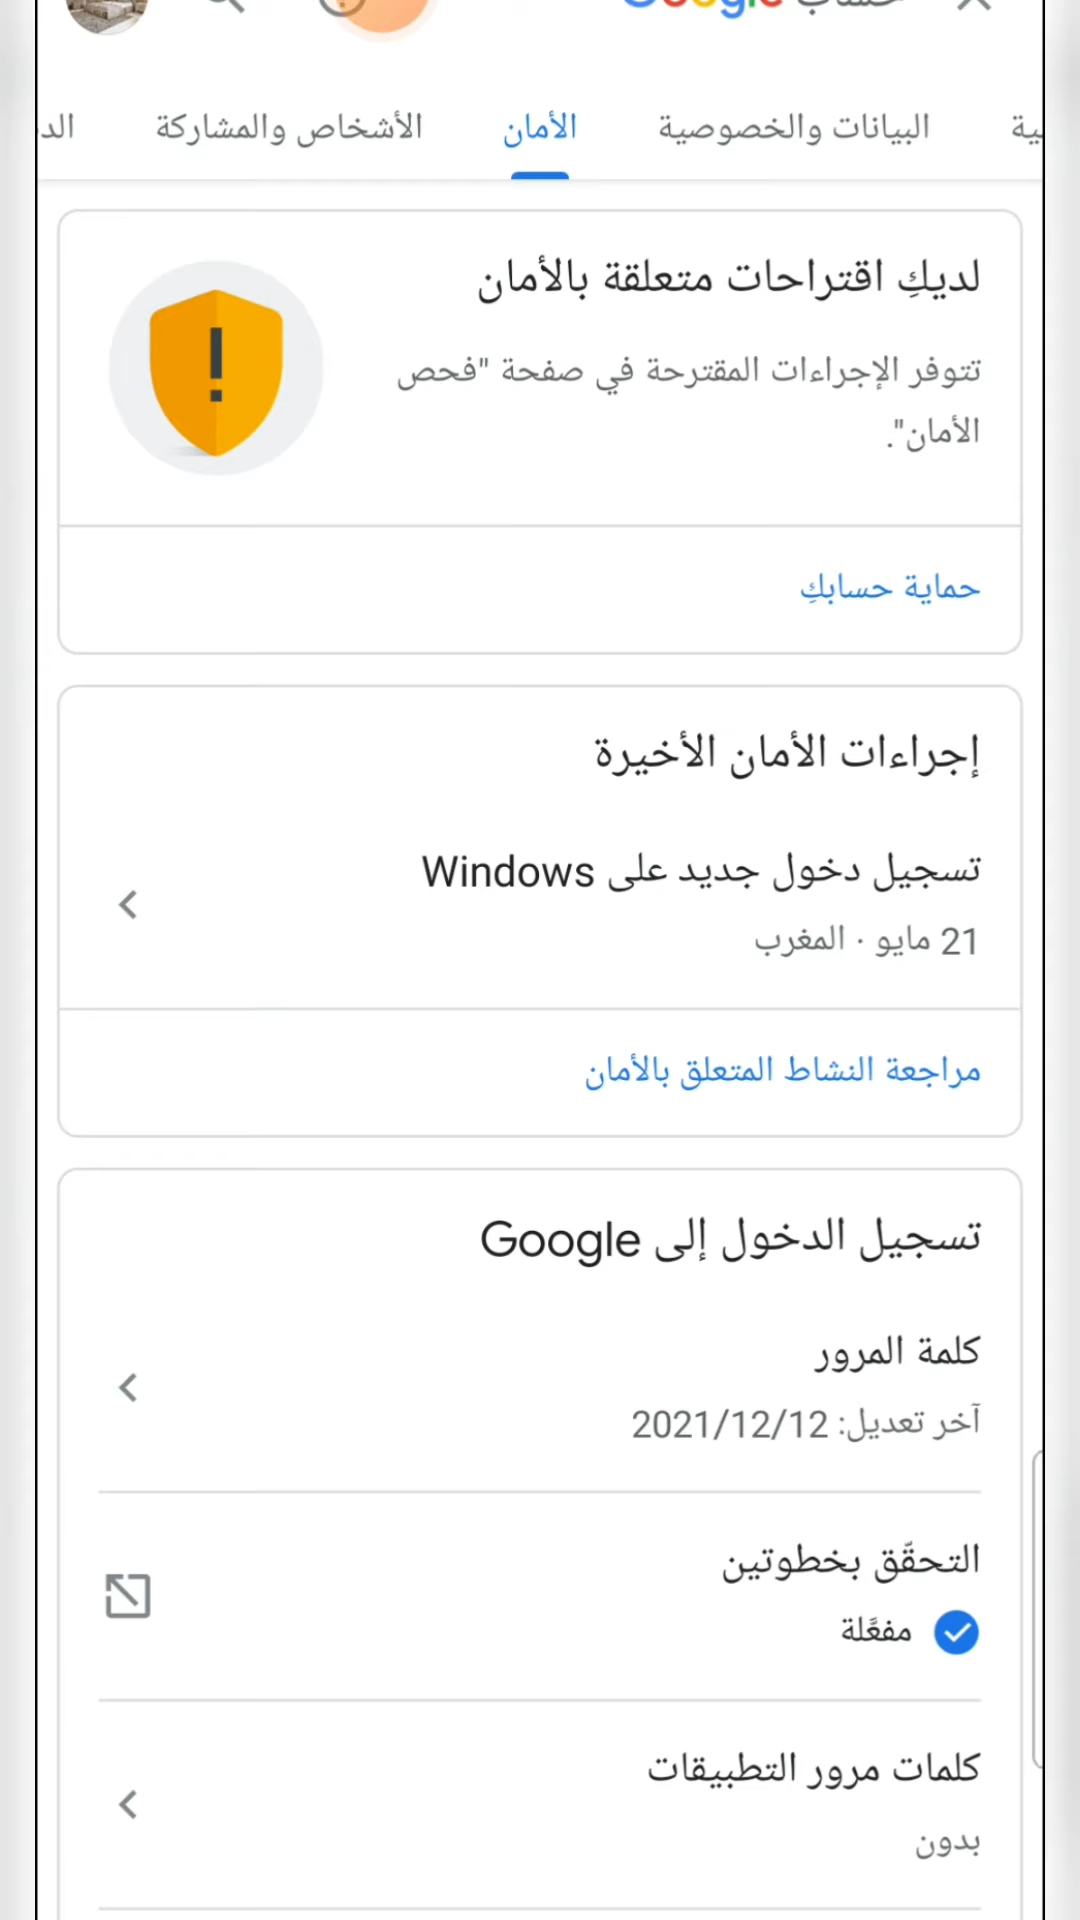 حساب Google
البيانات والخصوصية الأمان الأشخاص والمشاركة
لديكِ اقتراحات متعلقة بالأمان
تتوفر الإجراءات المقترحة في صفحة "فحص
الأمان".
حماية حسابكِ
إجراءات الأمان الأخيرة
تسجيل دخول جديد على Windows
21 مايو · المغرب
مراجعة النشاط المتعلق بالأمان
تسجيل الدخول إلى Google
كلمة المرور
آخر تعديل: 2021/12/12
التحقّق بخطوتين
مفعَّلة
كلمات مرور التطبيقات
بدون